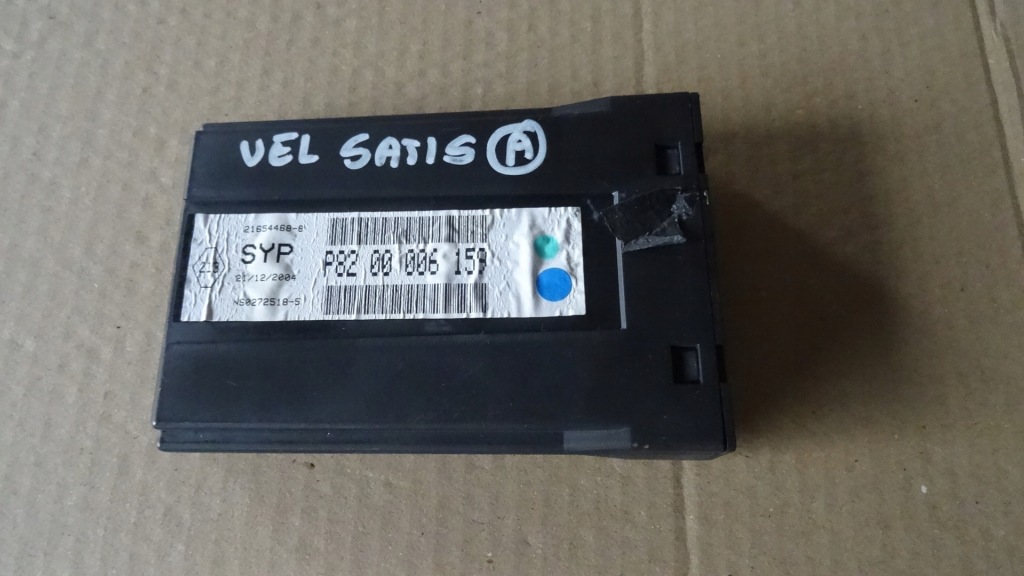 VEL SATIS A
21654468-8
SYP
21/12/2004
NS0272518-5
P82 00 006 159